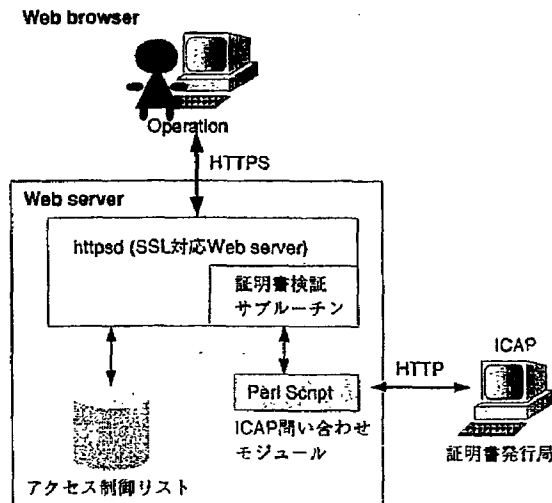 Web browser
Operation
HTTPS
Web server
httpsd (SSL対応Web server)
証明書検証
サブルーチン
ICAP
HTTP
Perl Script
ICAP問い合わせ
モジュール
証明書発行局
アクセス制御リスト